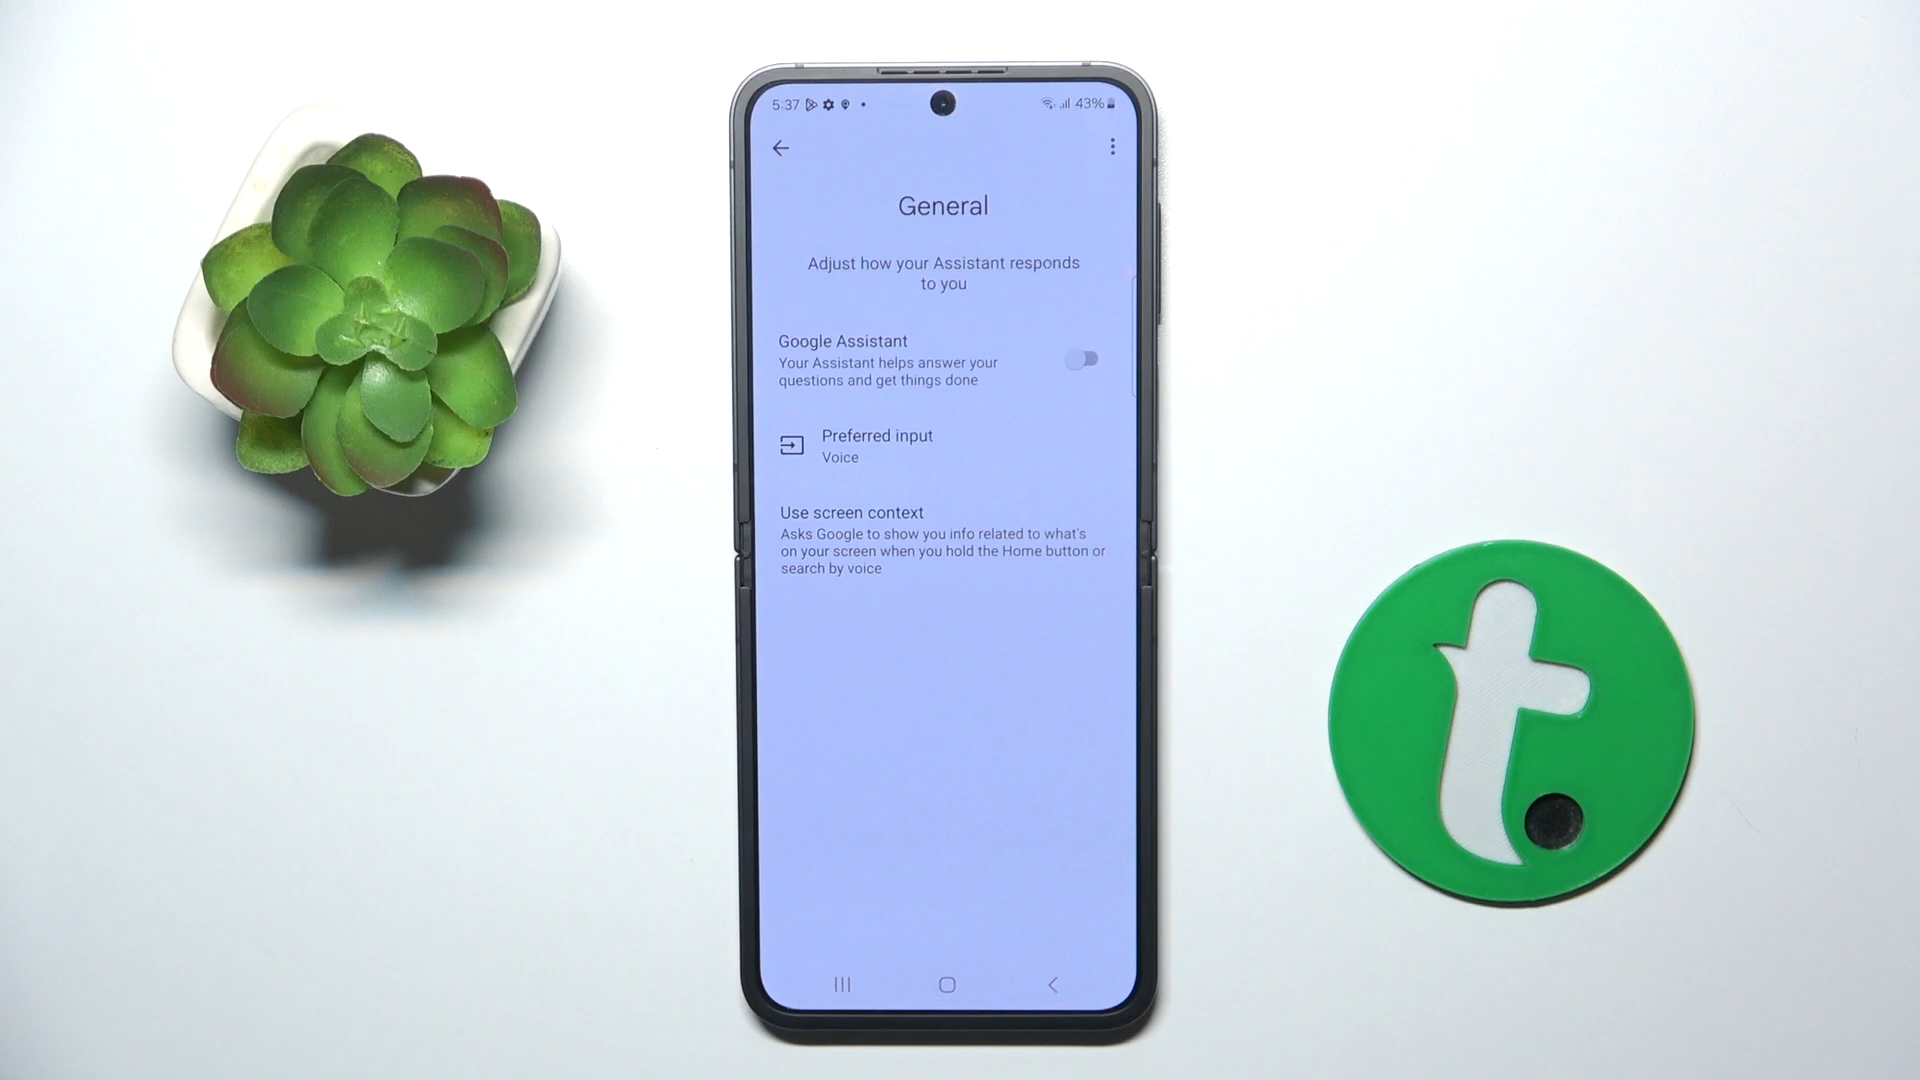 5:37
43%
General
Adjust how your Assistant responds
to you
Google Assistant
Your Assistant helps answer your
questions and get things done
Preferred input
Voice
Use screen context
Asks Google to show you info related to what's
on your screen when you hold the Home button or
search by voice
t